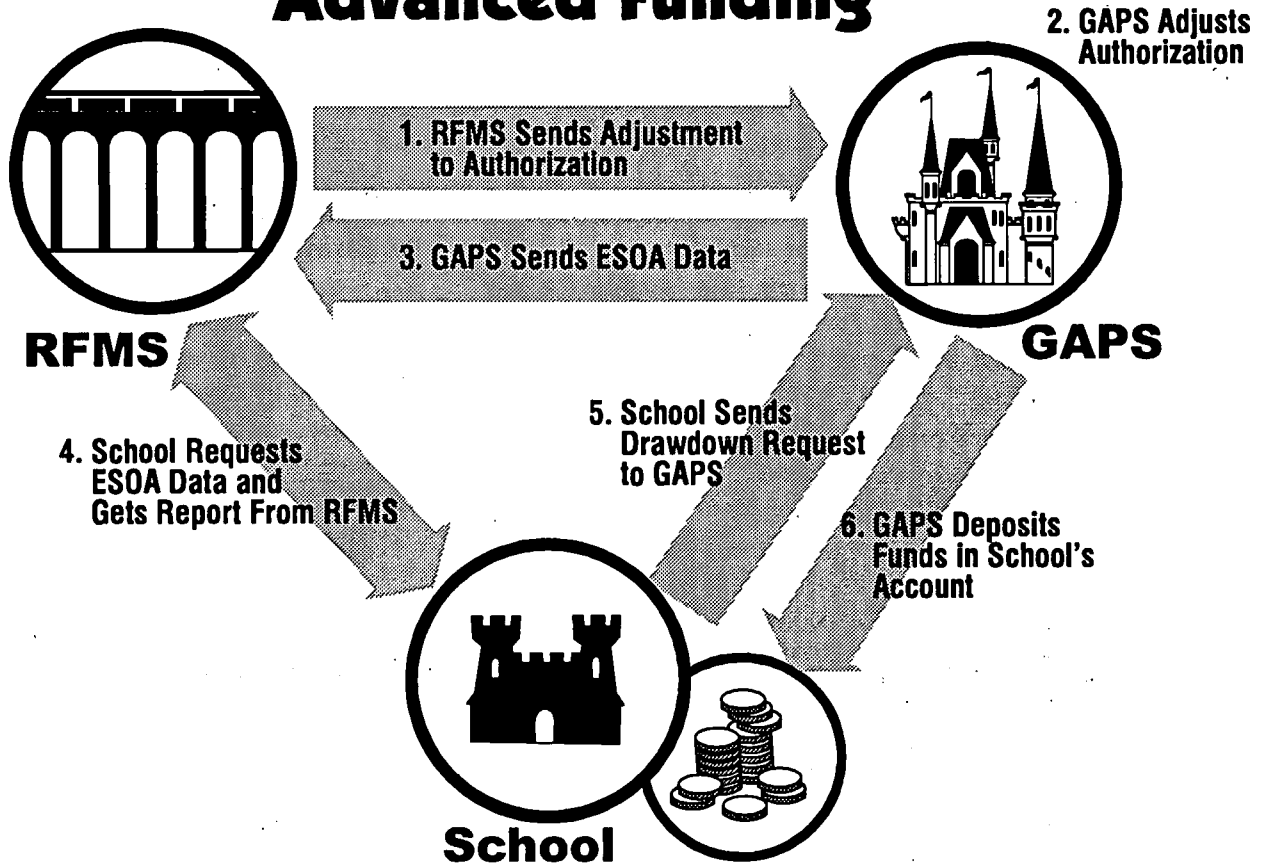 Advanced Funding
2. GAPS Adjusts
Authorization
1. RFMS Sends Adjustment
to Authorization
3. GAPS Sends ESOA Data
RFMS
GAPS
4. School Requests
ESOA Data and
Gets Report From RFMS
5. School Sends
Drawdown Request
to GAPS
6. GAPS Deposits
Funds in School's
Account
School